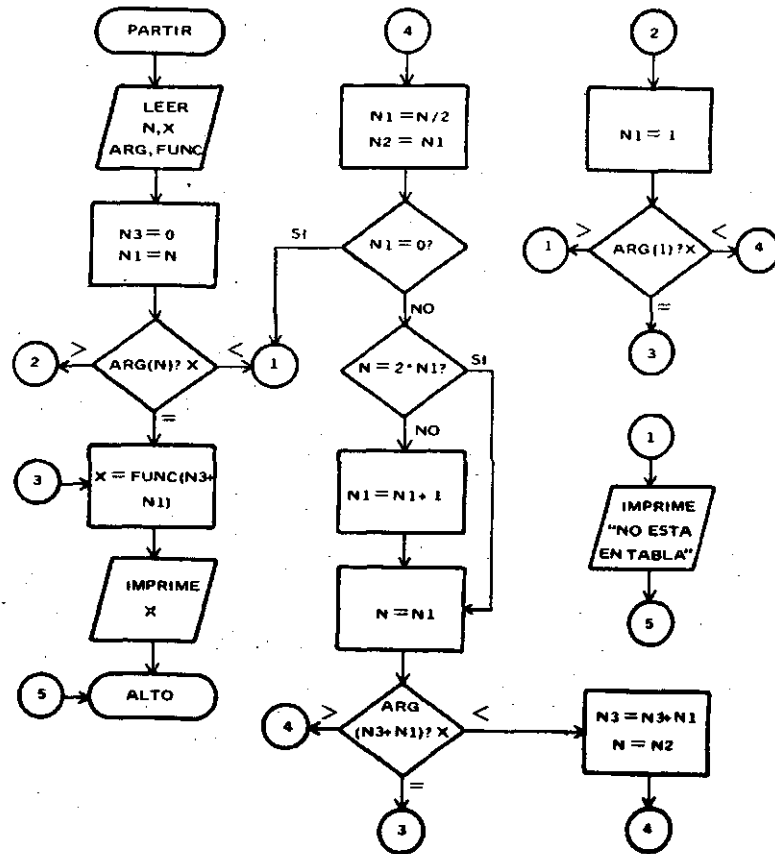 PARTIR
LEER
N,X
ARG,FUNC
N3=0
N1=N
2
>
ARG(N)? X
<
1
=
3
X=FUNC(N3+
N1)
IMPRIME
X
5
ALTO
4
N1=N/2
N2=N1
SI
N1=0?
NO
N=2*N1?
SI
NO
N1=N1+1
N=N1
4
>
ARG
(N3+N1)? X
<
=
3
N3=N3+N1
N=N2
4
2
N1=1
1
>
ARG(1)?X
<
4
=
3
1
IMPRIME
"NO ESTA
EN TABLA"
5